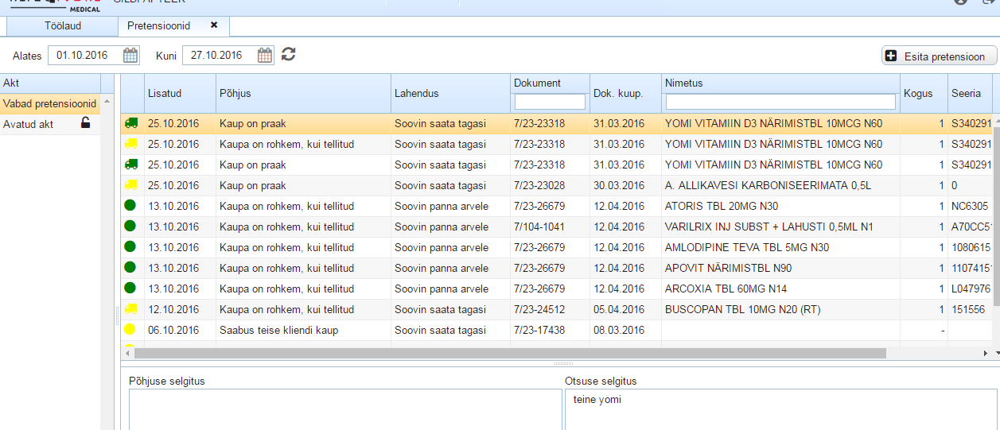 MEDICAL
Töölaud Pretensioonid ✖
Alates 01.10.2016 Kuni 27.10.2016 Esita pretensioon
Akt
Vabad pretensioonid
Avatud akt
Lisatud Põhjus Lahendus Dokument Dok. kuup. Nimetus Kogus Seeria
25.10.2016 Kaup on praak Soovin saata tagasi 7/23-23318 31.03.2016 YOMI VITAMIIN D3 NÄRIMISTBL 10MCG N60 1 S340291
25.10.2016 Kaupa on rohkem, kui tellitud Soovin saata tagasi 7/23-23318 31.03.2016 YOMI VITAMIIN D3 NÄRIMISTBL 10MCG N60 1 S340291
25.10.2016 Kaup on praak Soovin saata tagasi 7/23-23318 31.03.2016 YOMI VITAMIIN D3 NÄRIMISTBL 10MCG N60 1 S340291
25.10.2016 Kaup on praak Soovin saata tagasi 7/23-23028 30.03.2016 A. ALLIKAVESI KARBONISEERIMATA 0,5L 1 0
13.10.2016 Kaupa on rohkem, kui tellitud Soovin panna arvele 7/23-26679 12.04.2016 ATORIS TBL 20MG N30 1 NC6305
13.10.2016 Kaupa on rohkem, kui tellitud Soovin panna arvele 7/104-1041 12.04.2016 VARILRIX INJ SUBST + LAHUSTI 0,5ML N1 1 A70CC5
13.10.2016 Kaupa on rohkem, kui tellitud Soovin panna arvele 7/23-26679 12.04.2016 AMLODIPINE TEVA TBL 5MG N30 1 1080615
13.10.2016 Kaupa on rohkem, kui tellitud Soovin panna arvele 7/23-26679 12.04.2016 APOVIT NÄRIMISTBL N90 1 1107415
13.10.2016 Kaupa on rohkem, kui tellitud Soovin panna arvele 7/23-26679 12.04.2016 ARCOXIA TBL 60MG N14 1 L047976
12.10.2016 Kaupa on rohkem, kui tellitud Soovin saata tagasi 7/23-24512 05.04.2016 BUSCOPAN TBL 10MG N20 (RT) 1 151556
06.10.2016 Saabus teise kliendi kaup Soovin saata tagasi 7/23-17438 08.03.2016 -
Põhjuse selgitus Otsuse selgitus
teine yomi